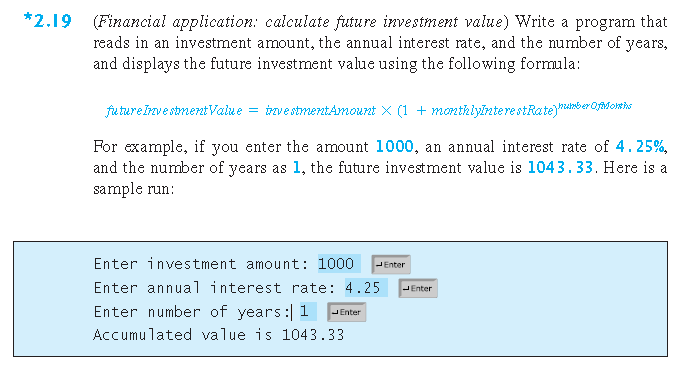 *2.19 (Financial application: calculate future investment value) Write a program that
reads in an investment amount, the annual interest rate, and the number of years,
and displays the future investment value using the following formula:
futureInvestmentValue = investmentAmount × (1 + monthlyInterestRate)^numberOfMonths
For example, if you enter the amount 1000, an annual interest rate of 4.25%,
and the number of years as 1, the future investment value is 1043.33. Here is a
sample run:
Enter investment amount: 1000 ↵Enter
Enter annual interest rate: 4.25 ↵Enter
Enter number of years: 1 ↵Enter
Accumulated value is 1043.33